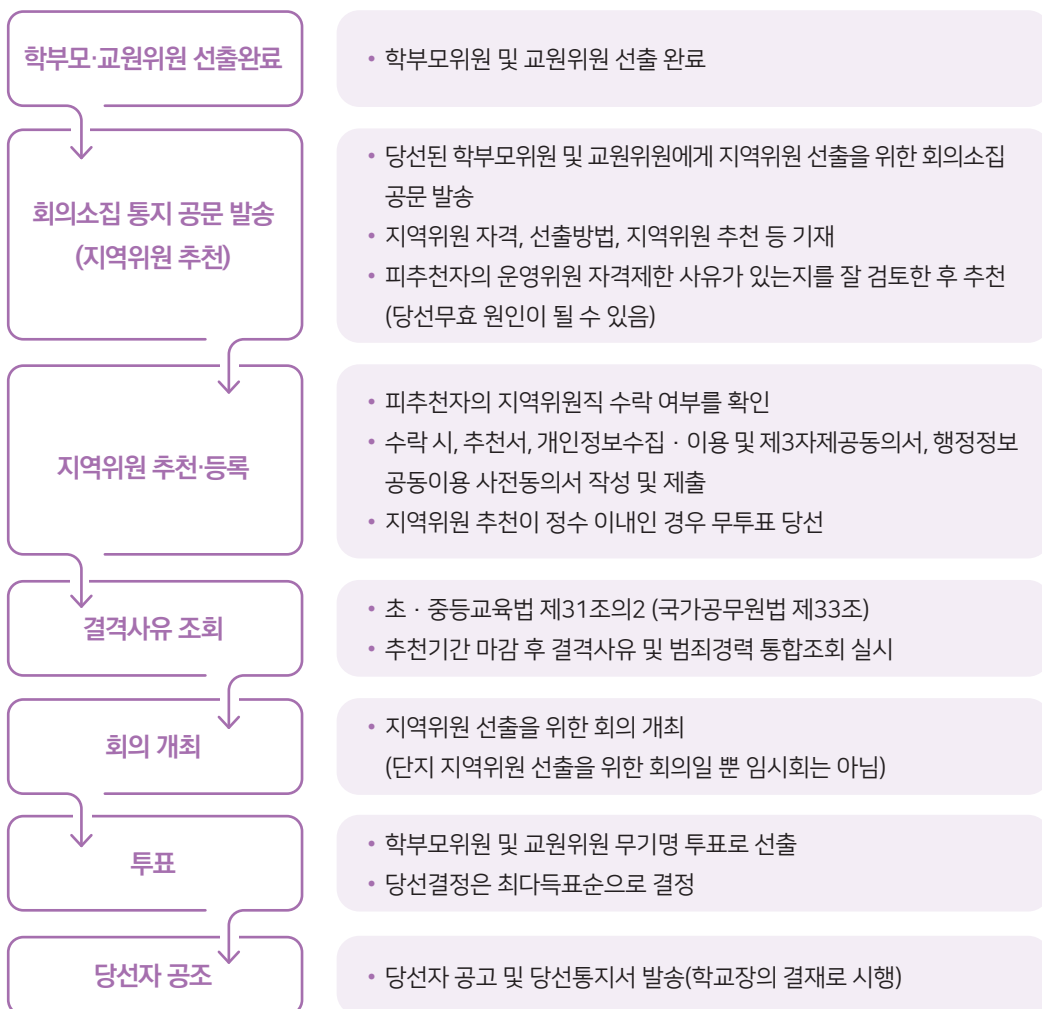 학부모·교원위원 선출완료
• 학부모위원 및 교원위원 선출 완료
회의소집 통지 공문 발송
(지역위원 추천)
• 당선된 학부모위원 및 교원위원에게 지역위원 선출을 위한 회의소집
공문 발송
• 지역위원 자격, 선출방법, 지역위원 추천 등 기재
• 피추천자의 운영위원 자격제한 사유가 있는지를 잘 검토한 후 추천
(당선무효 원인이 될 수 있음)
지역위원 추천·등록
• 피추천자의 지역위원직 수락 여부를 확인
• 수락 시, 추천서, 개인정보수집 · 이용 및 제3자제공동의서, 행정정보
공동이용 사전동의서 작성 및 제출
• 지역위원 추천이 정수 이내인 경우 무투표 당선
결격사유 조회
• 초 · 중등교육법 제31조의2 (국가공무원법 제33조)
• 추천기간 마감 후 결격사유 및 범죄경력 통합조회 실시
회의 개최
• 지역위원 선출을 위한 회의 개최
(단지 지역위원 선출을 위한 회의일 뿐 임시회는 아님)
투표
• 학부모위원 및 교원위원 무기명 투표로 선출
• 당선결정은 최다득표순으로 결정
당선자 공조
• 당선자 공고 및 당선통지서 발송(학교장의 결재로 시행)